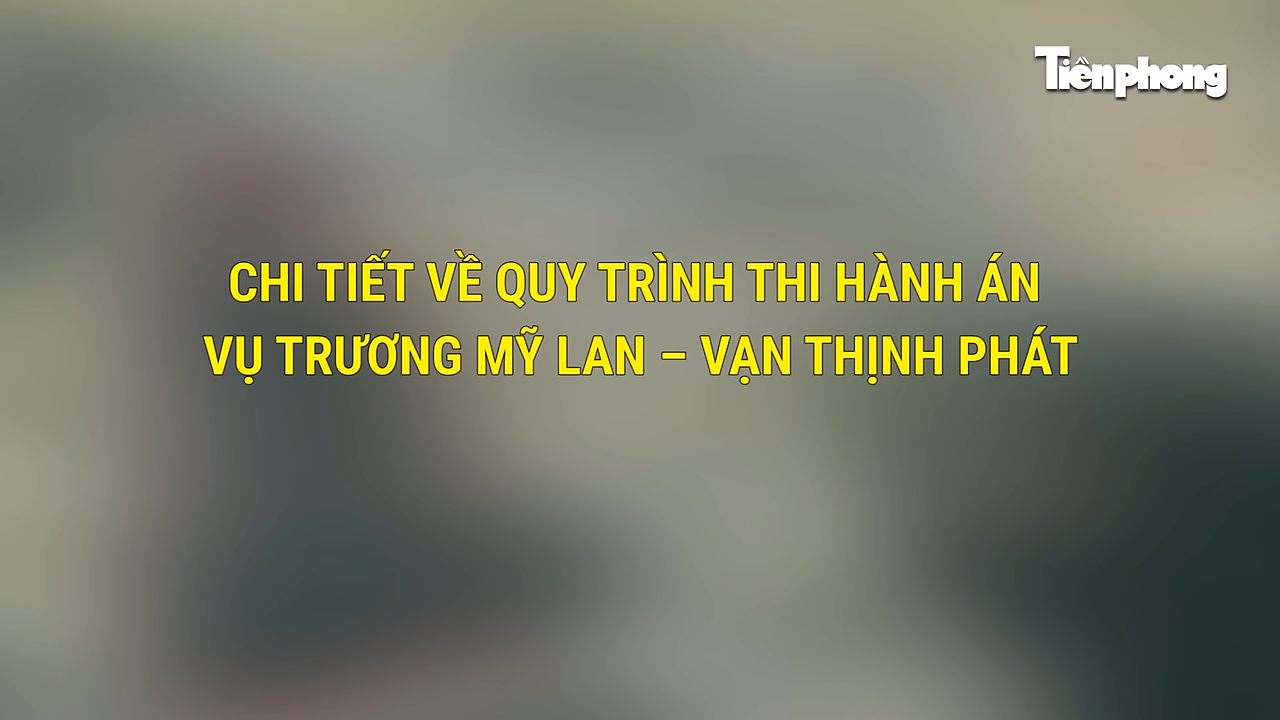 Tiềnphong
CHI TIẾT VỀ QUY TRÌNH THI HÀNH ÁN
VỤ TRƯƠNG MỸ LAN – VẠN THỊNH PHÁT